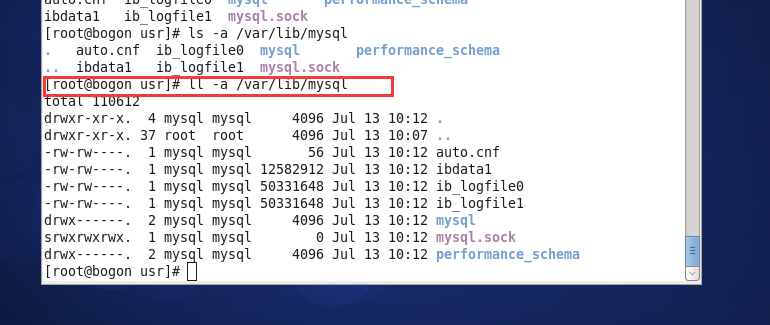 auto.cnf  ib_logfile0  mysql       performance_schema
ibdata1   ib_logfile1  mysql.sock
[root@bogon usr]# ls -a /var/lib/mysql
.   auto.cnf  ib_logfile0  mysql       performance_schema
..  ibdata1   ib_logfile1  mysql.sock
[root@bogon usr]# ll -a /var/lib/mysql
total 110612
drwxr-xr-x.  4 mysql mysql     4096 Jul 13 10:12 .
drwxr-xr-x. 37 root  root      4096 Jul 13 10:07 ..
-rw-rw----.  1 mysql mysql       56 Jul 13 10:12 auto.cnf
-rw-rw----.  1 mysql mysql 12582912 Jul 13 10:12 ibdata1
-rw-rw----.  1 mysql mysql 50331648 Jul 13 10:12 ib_logfile0
-rw-rw----.  1 mysql mysql 50331648 Jul 13 10:12 ib_logfile1
drwx------.  2 mysql mysql     4096 Jul 13 10:12 mysql
srwxrwxrwx.  1 mysql mysql        0 Jul 13 10:12 mysql.sock
drwx------.  2 mysql mysql     4096 Jul 13 10:12 performance_schema
[root@bogon usr]#